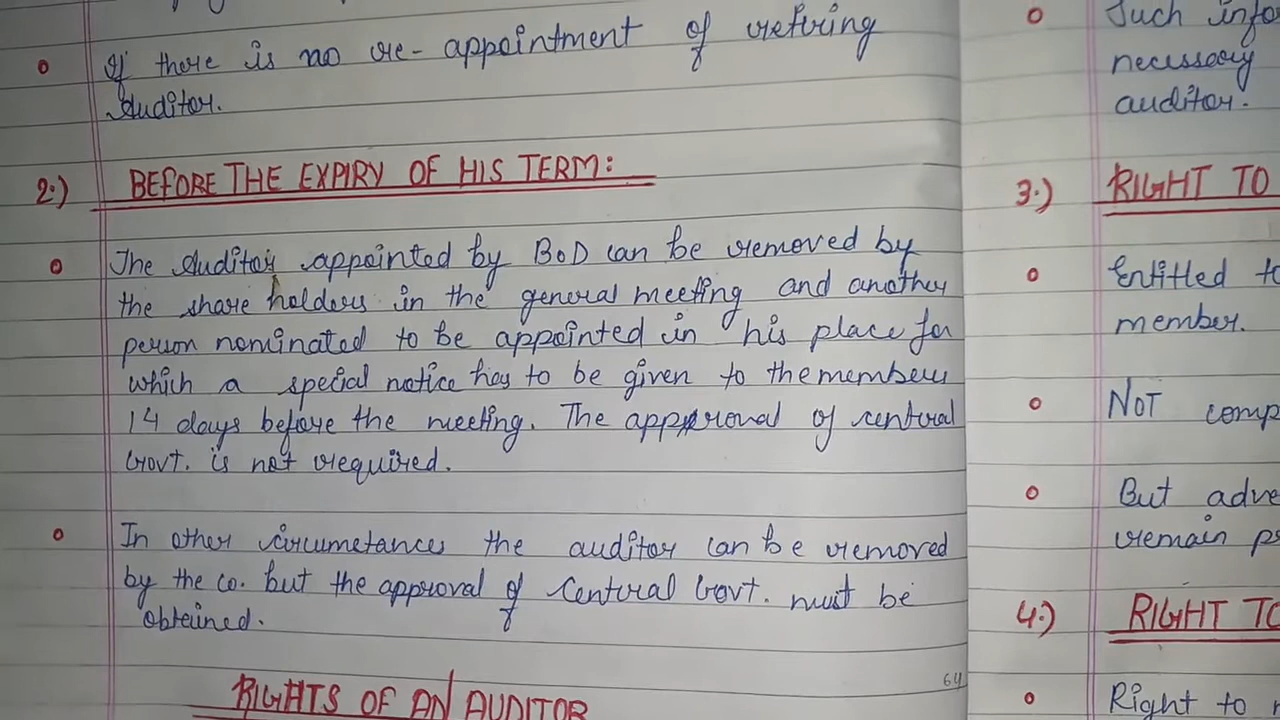 If there is no re-appointment of retiring
Auditor.
2.) BEFORE THE EXPIRY OF HIS TERM:
The Auditor appointed by BoD can be removed by
the share holders in the general meeting and another
person nominated to be appointed in his place for
which a special notice has to be given to the members
14 days before the meeting. The approval of central
Govt. is not required.
In other circumstances the auditor can be removed
by the co. but the approval of Central Govt. must be
obtained.
64
RIGHTS OF AN AUDITOR
Such info
necessary
auditor.
3.) RIGHT TO
Entitled to
member.
NOT comp
But adve
remain p
4.) RIGHT TO
Right to